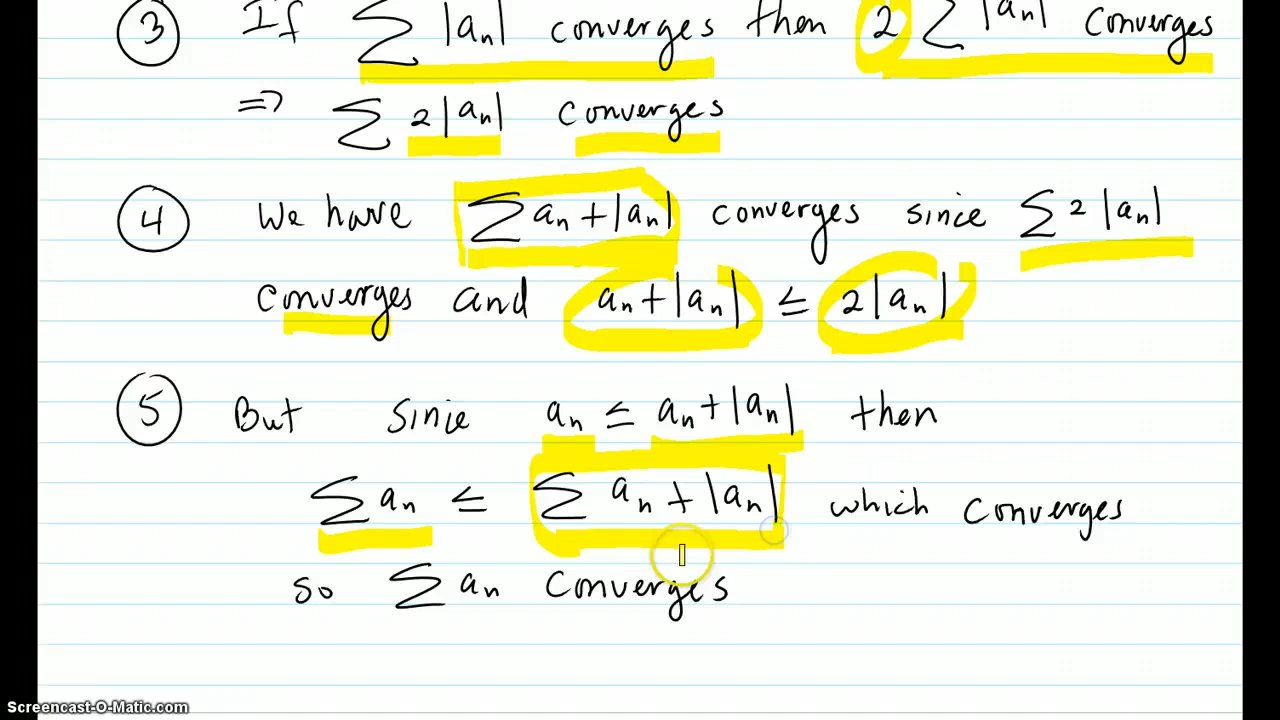 ③ If ∑ |aₙ| converges then 2 ∑ |aₙ| converges
=> ∑ 2|aₙ| converges
④ We have ∑ aₙ + |aₙ| converges since ∑ 2 |aₙ|
converges and aₙ + |aₙ| ≤ 2|aₙ|
⑤ But sinie aₙ ≤ aₙ + |aₙ| then
∑ aₙ ≤ ∑ aₙ + |aₙ| which converges
so ∑ aₙ converges
Screencast-O-Matic.com